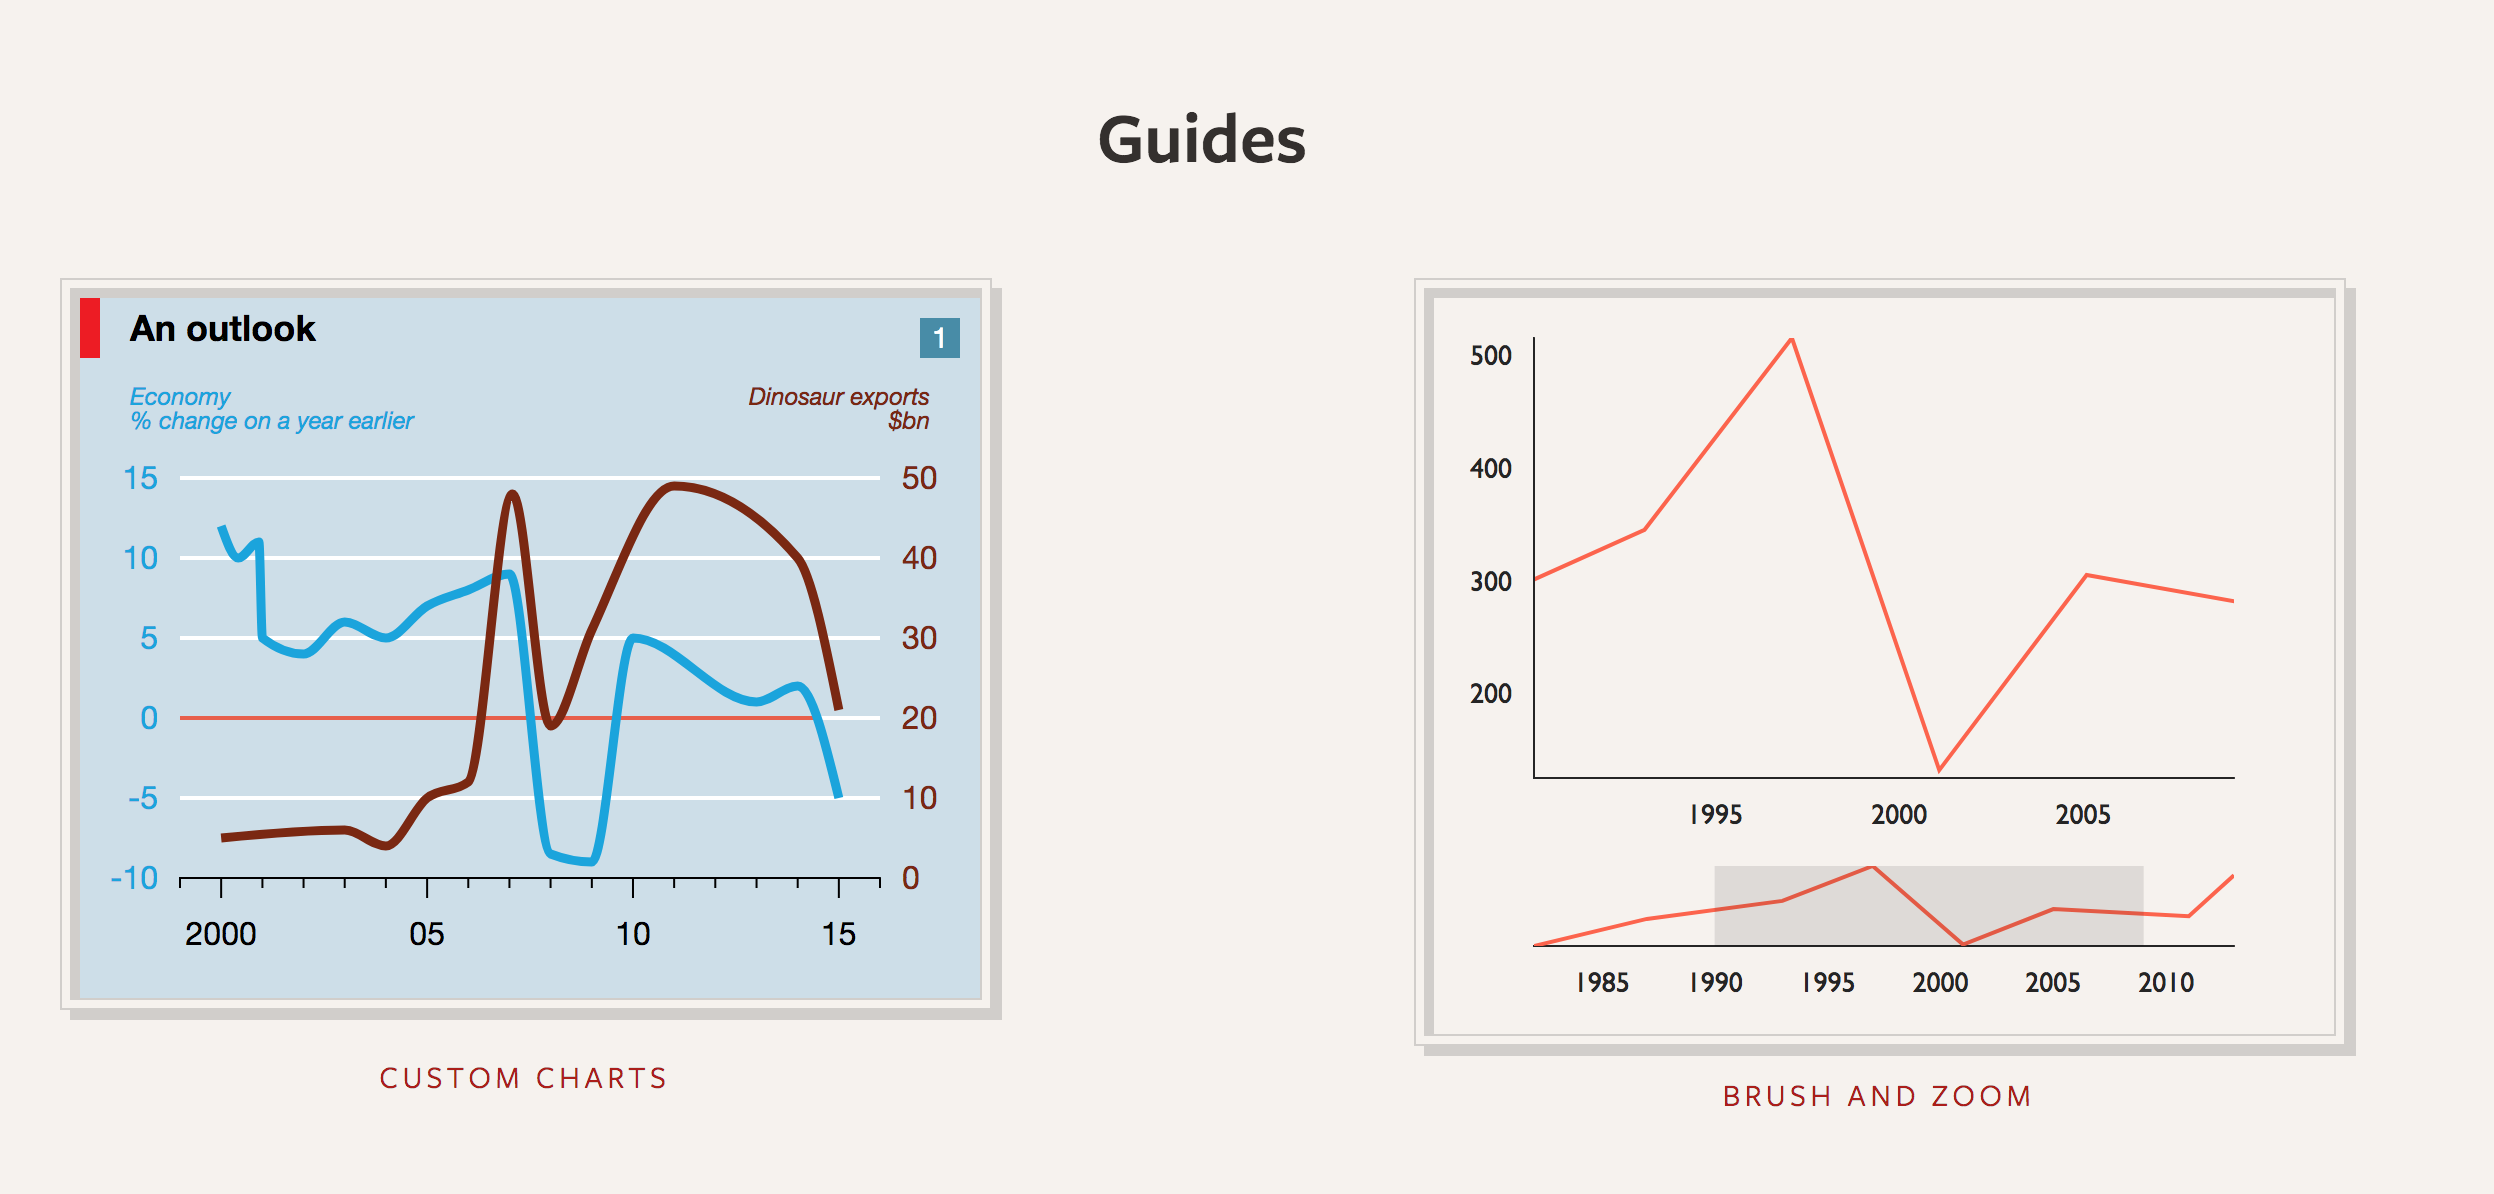 Guides
An outlook
1
Economy
% change on a year earlier
Dinosaur exports
$bn
15
10
5
0
-5
-10
50
40
30
20
10
0
2000 05 10 15
CUSTOM CHARTS
500
400
300
200
1995 2000 2005
1985 1990 1995 2000 2005 2010
BRUSH AND ZOOM